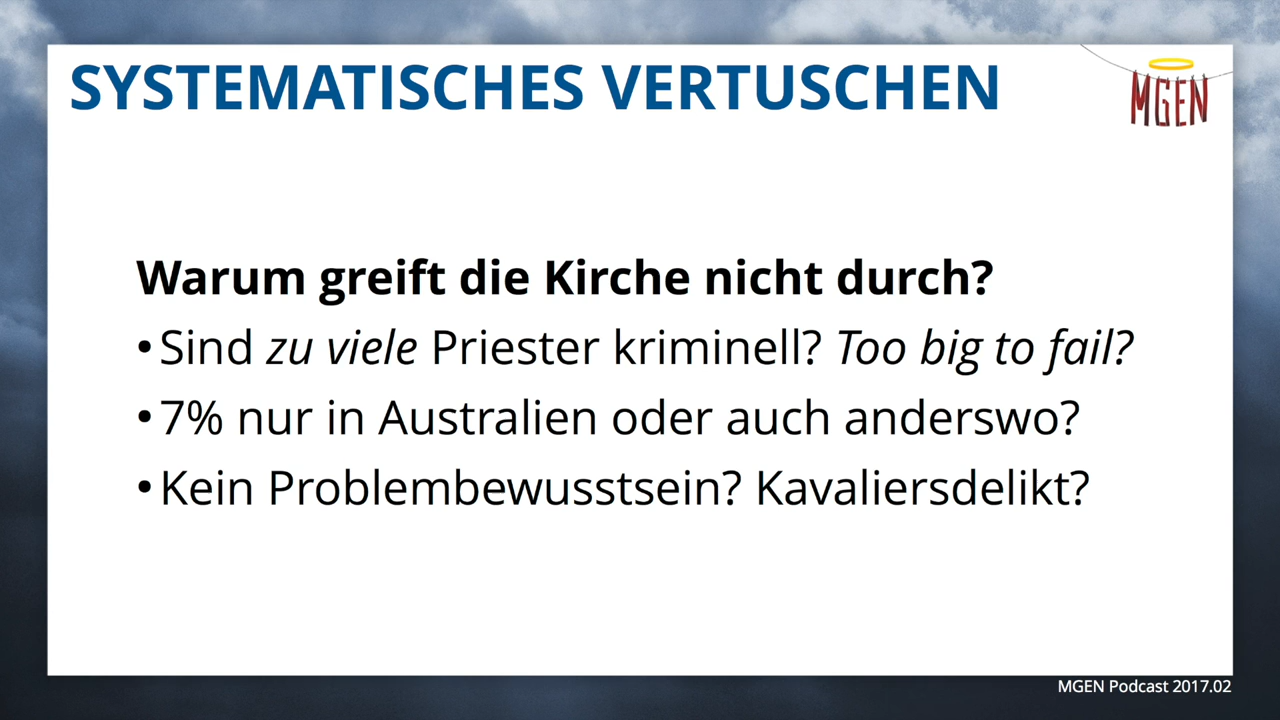 SYSTEMATISCHES VERTUSCHEN
MGEN
Warum greift die Kirche nicht durch?
•Sind zu viele Priester kriminell? Too big to fail?
•7% nur in Australien oder auch anderswo?
•Kein Problembewusstsein? Kavaliersdelikt?
MGEN Podcast 2017.02